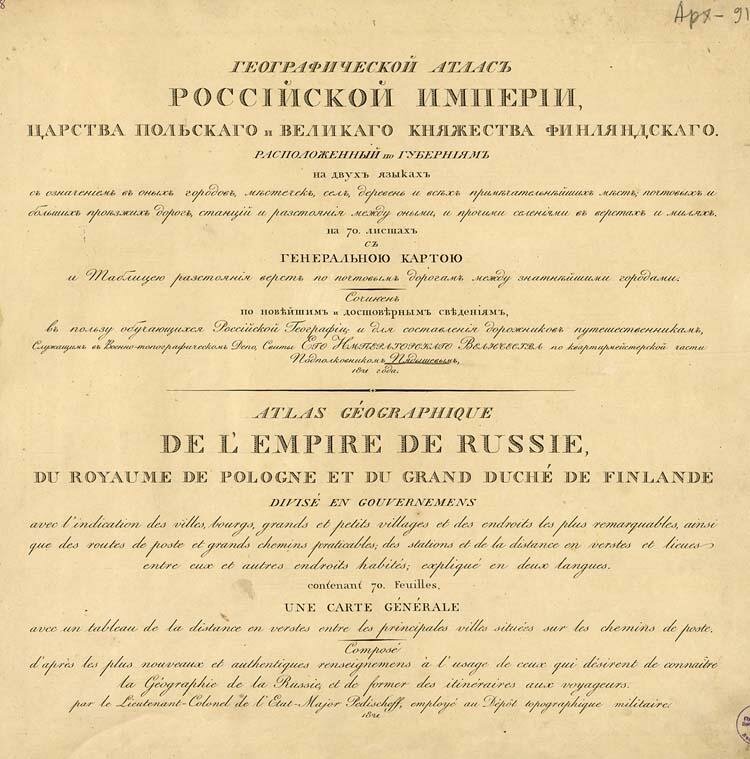 8
Арх-91
ГЕОГРАФИЧЕСКОЙ АТЛАСЪ
РОССІЙСКОЙ ИМПЕРІИ,
ЦАРСТВА ПОЛЬСКАГО и ВЕЛИКАГО КНЯЖЕСТВА ФИНЛЯНДСКАГО.
РАСПОЛОЖЕННЫЙ по ГУБЕРНІЯМЪ
на двухъ языкахъ
съ означеніемъ въ оныхъ городовъ, мѣстечекъ, селъ, деревень и всѣхъ примѣчательнѣйшихъ мѣстъ; почтовыхъ и
большихъ проѣзжихъ дорогъ, станцій и разстоянія между оными, и прочими селеніями въ верстахъ и миляхъ.
на 70. листахъ
съ
ГЕНЕРАЛЬНОЮ КАРТОЮ
и Таблицею разстоянія верстъ по почтовымъ дорогамъ между знатнѣйшими городами.
Сочиненъ
по новѣйшимъ и достовѣрнымъ свѣденіямъ,
въ пользу обучающихся Россійской Географіи; и для составленія дорожниковъ путешественникамъ,
Служащимъ въ Военно-топографическомъ Депо, Свиты ЕГО ИМПЕРАТОРСКАГО ВЕЛИЧЕСТВА по квартирмейстерской части
Подполковникомъ Пядышевымъ,
1821 года.
ATLAS GÉOGRAPHIQUE
DE L'EMPIRE DE RUSSIE,
DU ROYAUME DE POLOGNE ET DU GRAND DUCHÉ DE FINLANDE
DIVISÉ EN GOUVERNEMENS
avec l'indication des villes, bourgs, grands et petits villages et des endroits les plus remarquables, ainsi
que des routes de poste et grands chemins praticables; des stations et de la distance en verstes et lieues
entre eux et autres endroits habités; expliqué en deux langues.
contenant 70. Feuilles,
UNE CARTE GÉNÉRALE
avec un tableau de la distance en verstes entre les principales villes situées sur les chemins de poste.
Composé
d'après les plus nouveaux et authentiques renseignemens à l'usage de ceux qui désirent de connaître
la Géographie de la Russie, et de former des itinéraires aux voyageurs.
par le Lieutenant-Colonel de l'Etat-Major Pedischeff, employé au Dépôt topographique militaire.
1821